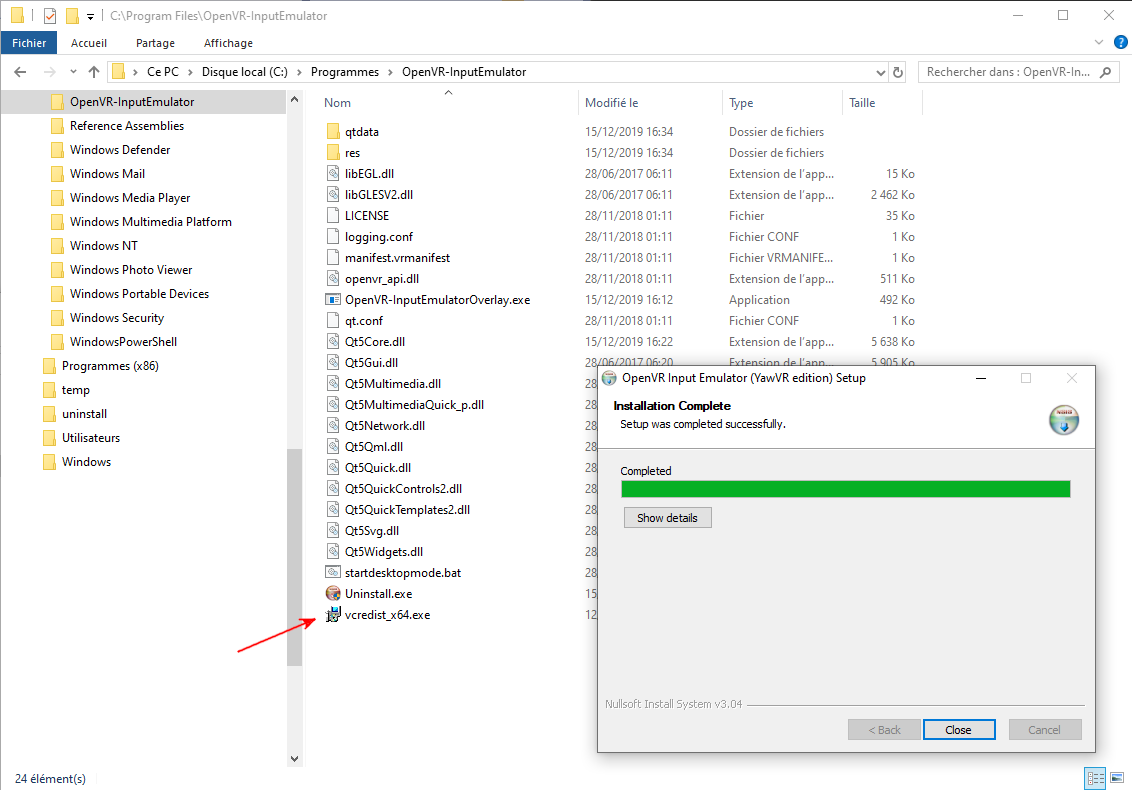 C:\Program Files\OpenVR-InputEmulator
Fichier Accueil Partage Affichage
Ce PC Disque local (C:) Programmes OpenVR-InputEmulator
Rechercher dans : OpenVR-In...
OpenVR-InputEmulator
Reference Assemblies
Windows Defender
Windows Mail
Windows Media Player
Windows Multimedia Platform
Windows NT
Windows Photo Viewer
Windows Portable Devices
Windows Security
WindowsPowerShell
Programmes (x86)
temp
uninstall
Utilisateurs
Windows
Nom Modifié le Type Taille
qtdata 15/12/2019 16:34 Dossier de fichiers
res 15/12/2019 16:34 Dossier de fichiers
libEGL.dll 28/06/2017 06:11 Extension de l'app... 15 Ko
libGLESV2.dll 28/06/2017 06:11 Extension de l'app... 2 462 Ko
LICENSE 28/11/2018 01:11 Fichier 35 Ko
logging.conf 28/11/2018 01:11 Fichier CONF 1 Ko
manifest.vrmanifest 28/11/2018 01:11 Fichier VRMANIFE... 1 Ko
openvr_api.dll 28/11/2018 01:11 Extension de l'app... 511 Ko
OpenVR-InputEmulatorOverlay.exe 15/12/2019 16:12 Application 492 Ko
qt.conf 28/11/2018 01:11 Fichier CONF 1 Ko
Qt5Core.dll 15/12/2019 16:22 Extension de l'app... 5 638 Ko
Qt5Gui.dll 28/06/2017 06:20 Extension de l'app... 5 905 Ko
Qt5Multimedia.dll 28
Qt5MultimediaQuick_p.dll 28
Qt5Network.dll 28
Qt5Qml.dll 28
Qt5Quick.dll 28
Qt5QuickControls2.dll 28
Qt5QuickTemplates2.dll 28
Qt5Svg.dll 28
Qt5Widgets.dll 28
startdesktopmode.bat 28
Uninstall.exe 15
vcredist_x64.exe 12
OpenVR Input Emulator (YawVR edition) Setup
Installation Complete
Setup was completed successfully.
Completed
Show details
Nullsoft Install System v3.04
< Back Close Cancel
24 élément(s)